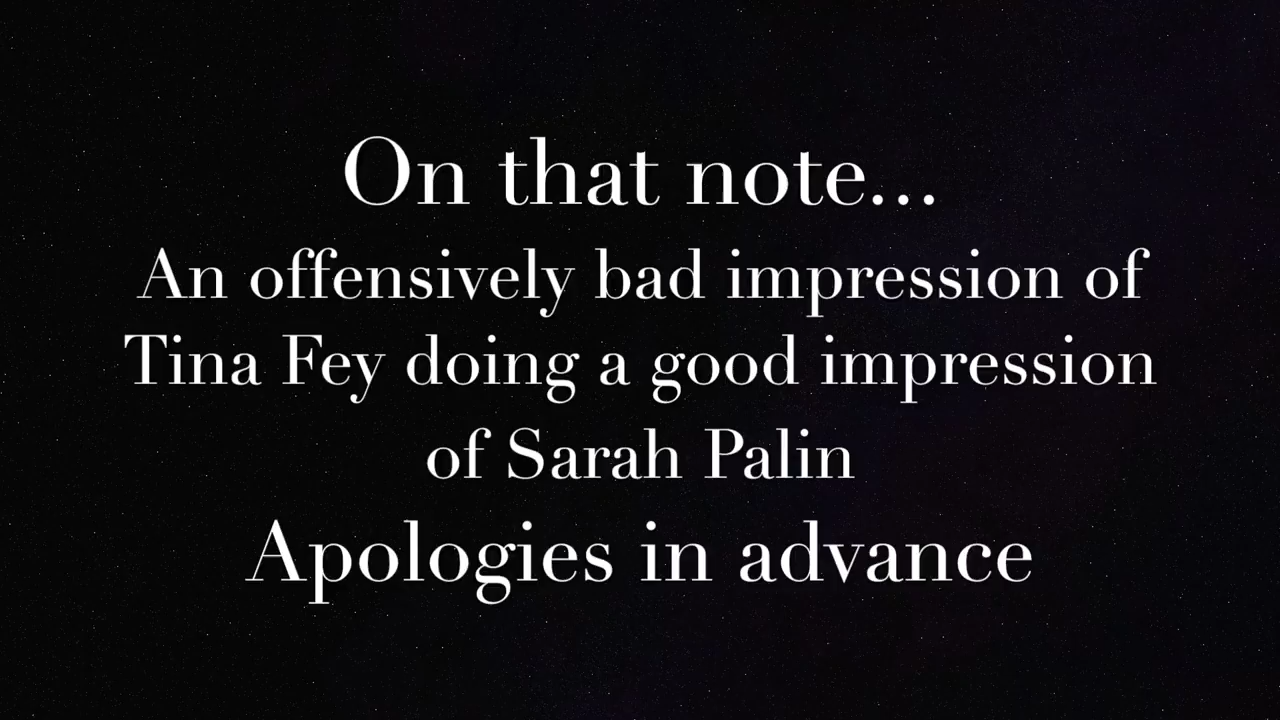 On that note...
An offensively bad impression of
Tina Fey doing a good impression
of Sarah Palin
Apologies in advance